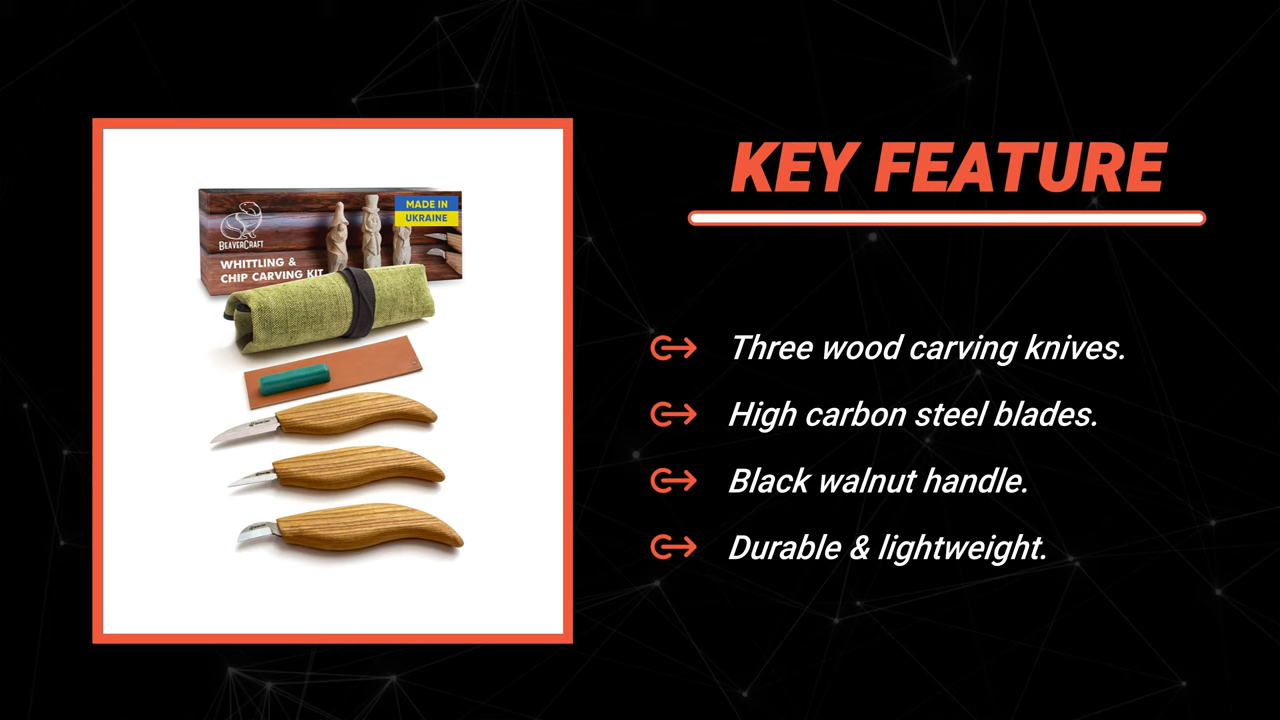 KEY FEATURE
MADE IN
UKRAINE
BEAVERCRAFT
WHITTLING &
CHIP CARVING KIT
Three wood carving knives.
High carbon steel blades.
Black walnut handle.
Durable & lightweight.